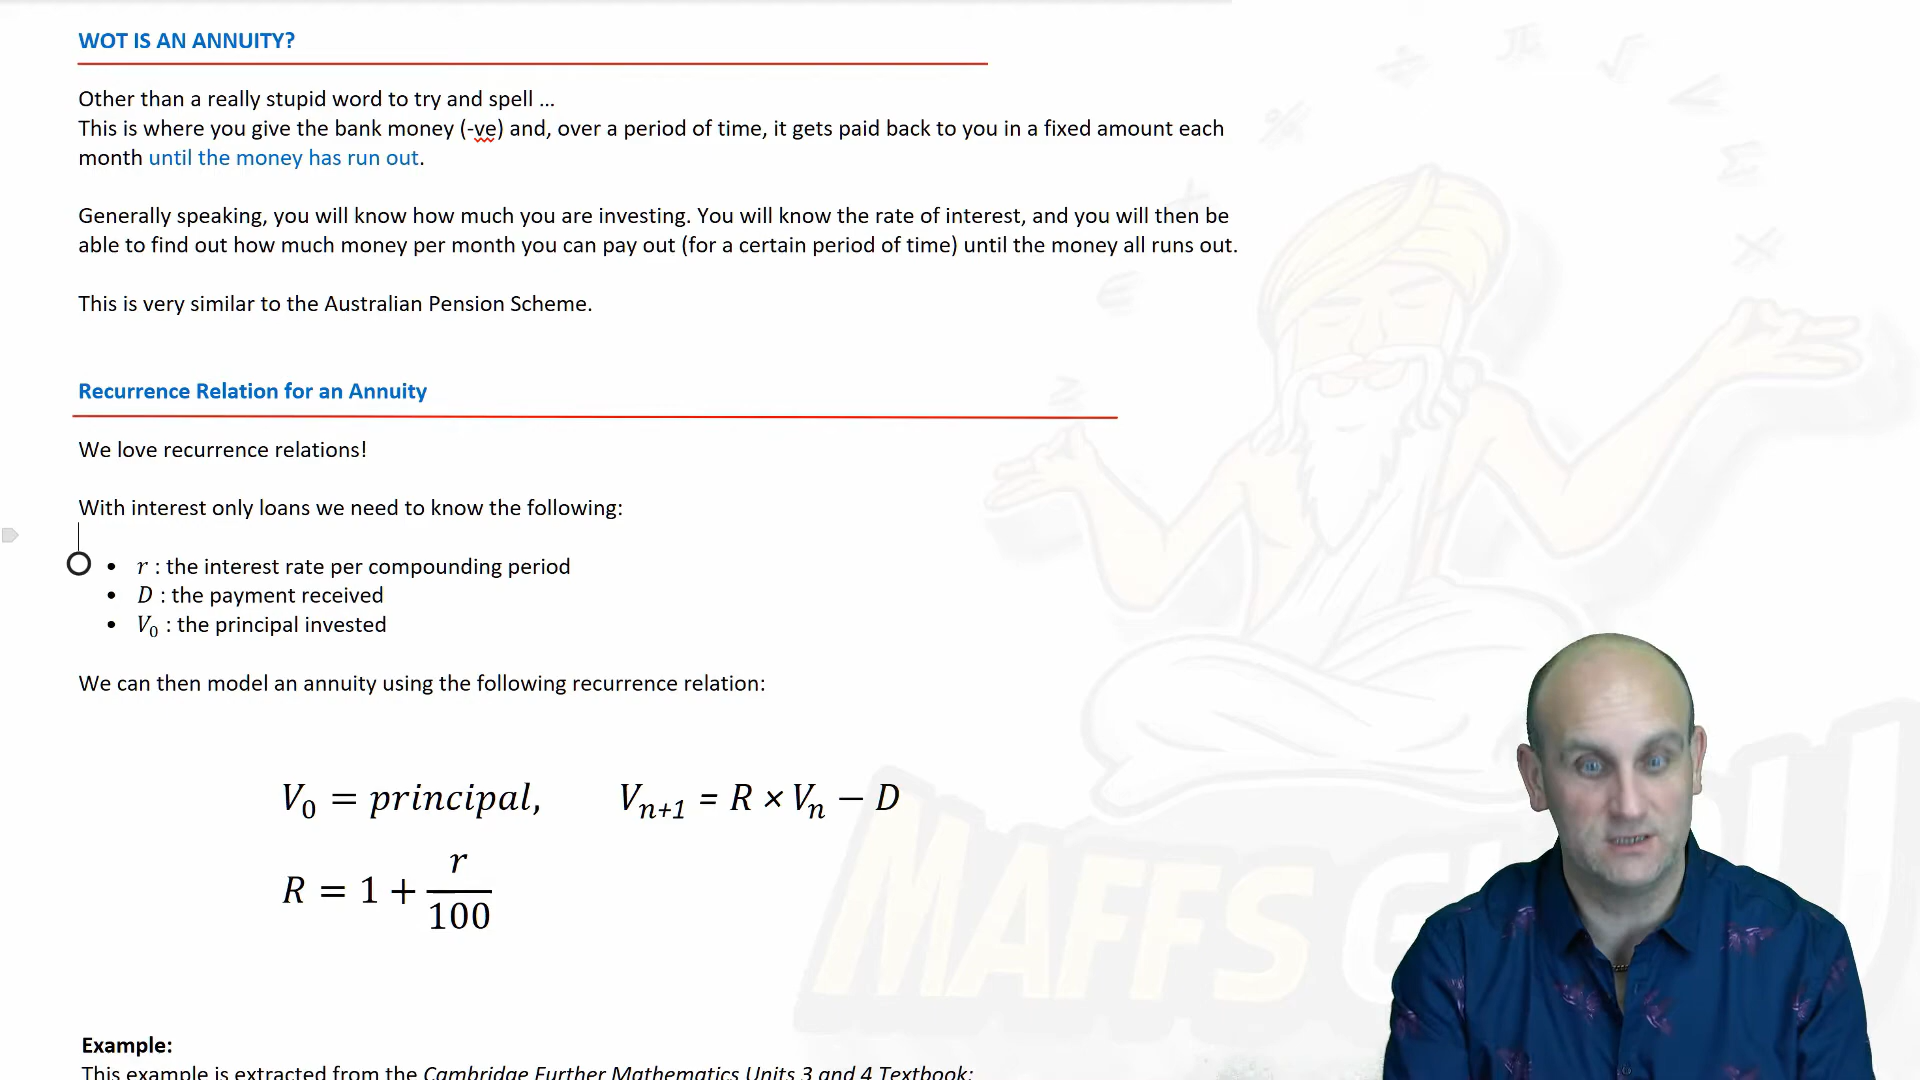 WOT IS AN ANNUITY?
Other than a really stupid word to try and spell ...
This is where you give the bank money (-ve) and, over a period of time, it gets paid back to you in a fixed amount each
month until the money has run out.
Generally speaking, you will know how much you are investing. You will know the rate of interest, and you will then be
able to find out how much money per month you can pay out (for a certain period of time) until the money all runs out.
This is very similar to the Australian Pension Scheme.
Recurrence Relation for an Annuity
We love recurrence relations!
With interest only loans we need to know the following:
• r : the interest rate per compounding period
• D : the payment received
• V₀ : the principal invested
We can then model an annuity using the following recurrence relation:
V₀ = principal, Vₙ₊₁ = R × Vₙ − D
R = 1 + r/100
MAFFS G U
Example:
This example is extracted from the Cambridge Further Mathematics Units 3 and 4 Textbook: